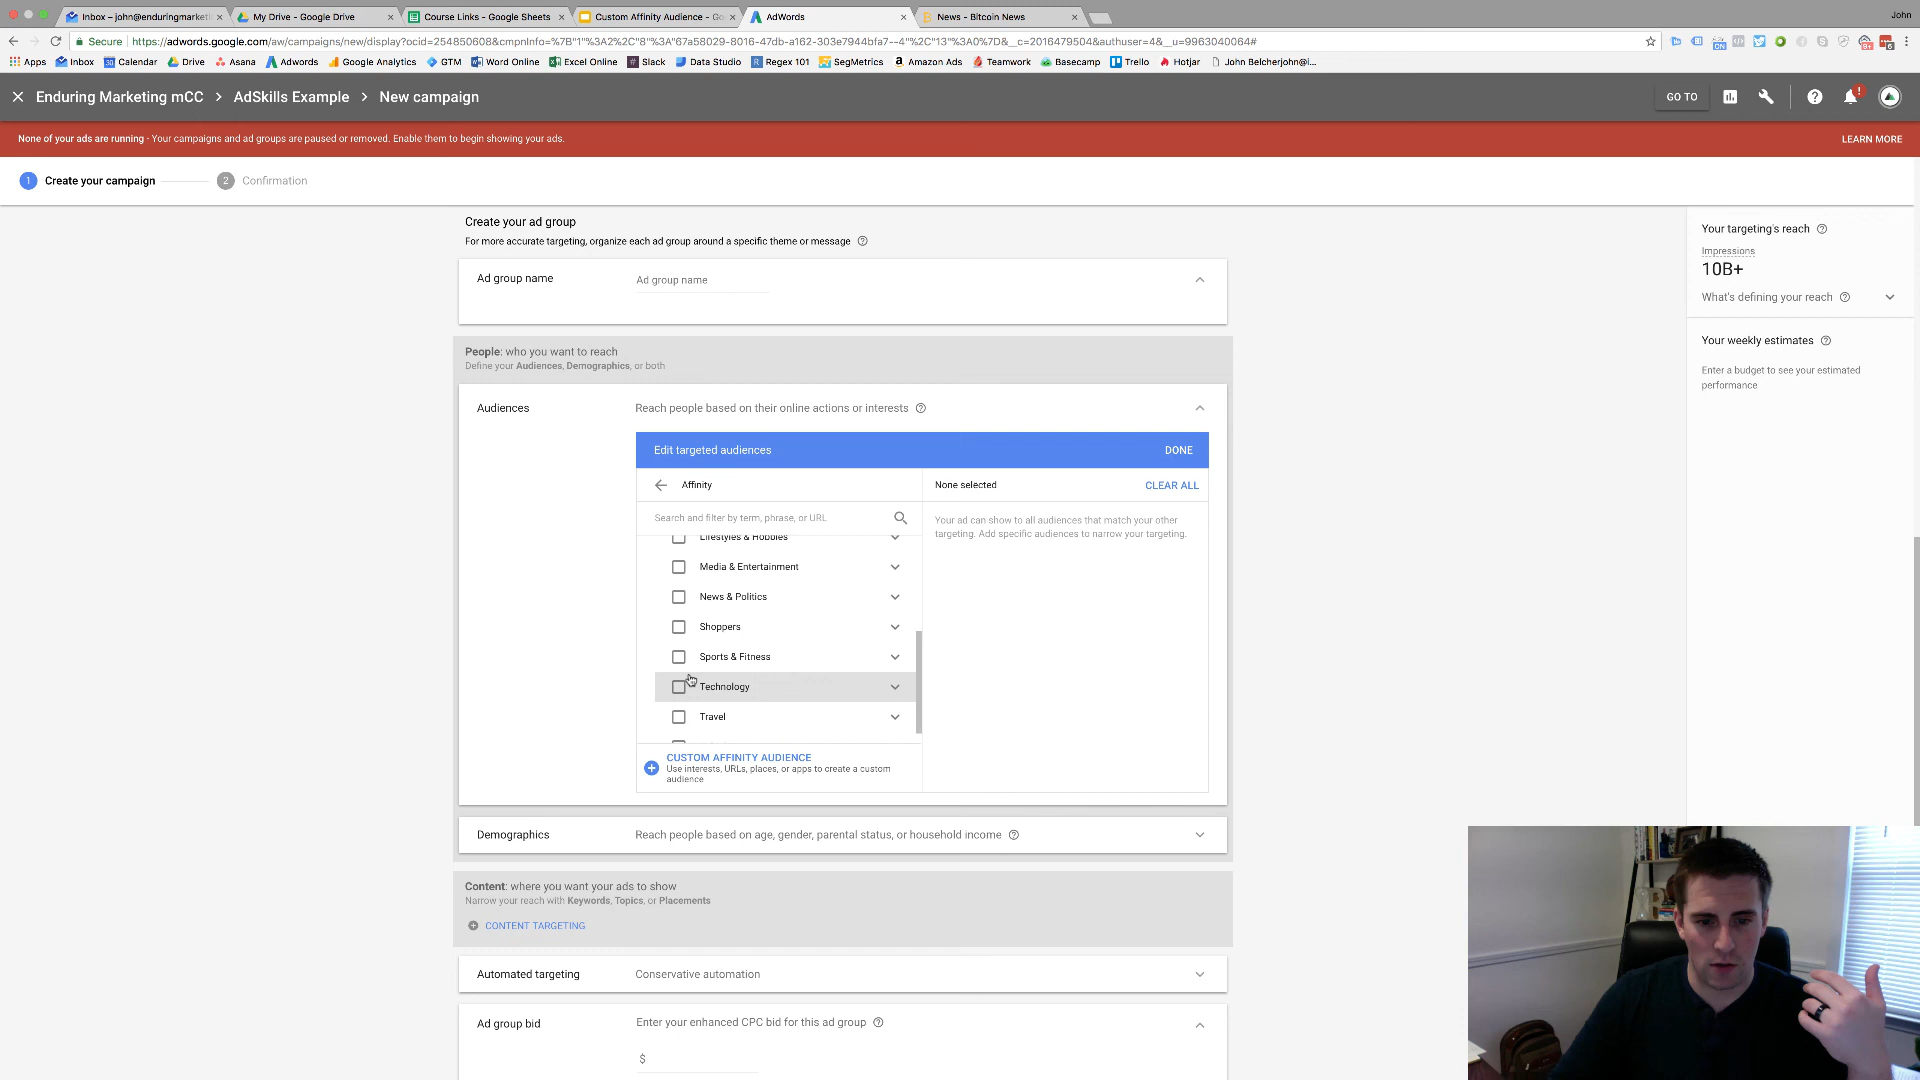 Inbox – john@enduringmarketi
My Drive - Google Drive
Course Links - Google Sheets
Custom Affinity Audience - Go
AdWords
News - Bitcoin News
John
Secure
https://adwords.google.com/aw/campaigns/new/display?ocid=254850608&cmpnInfo=%7B"1"%3A2%2C"8"%3A"67a58029-8016-47db-a162-303e7944bfa7--4"%2C"13"%3A0%7D&__c=2016479504&authuser=4&__u=9963040064#
Apps
Inbox
Calendar
Drive
Asana
Adwords
Google Analytics
GTM
Word Online
Excel Online
Slack
Data Studio
Regex 101
SegMetrics
Amazon Ads
Teamwork
Basecamp
Trello
Hotjar
John Belcherjohn@i...
Enduring Marketing mCC > AdSkills Example > New campaign
GO TO
None of your ads are running - Your campaigns and ad groups are paused or removed. Enable them to begin showing your ads.
LEARN MORE
1 Create your campaign
2 Confirmation
Create your ad group
For more accurate targeting, organize each ad group around a specific theme or message
Ad group name
Ad group name
People: who you want to reach
Define your Audiences, Demographics, or both
Audiences
Reach people based on their online actions or interests
Edit targeted audiences
DONE
Affinity
None selected
CLEAR ALL
Search and filter by term, phrase, or URL
Your ad can show to all audiences that match your other
targeting. Add specific audiences to narrow your targeting.
Lifestyles & Hobbies
Media & Entertainment
News & Politics
Shoppers
Sports & Fitness
Technology
Travel
CUSTOM AFFINITY AUDIENCE
Use interests, URLs, places, or apps to create a custom
audience
Demographics
Reach people based on age, gender, parental status, or household income
Content: where you want your ads to show
Narrow your reach with Keywords, Topics, or Placements
CONTENT TARGETING
Automated targeting
Conservative automation
Ad group bid
Enter your enhanced CPC bid for this ad group
$
Your targeting's reach
Impressions
10B+
What's defining your reach
Your weekly estimates
Enter a budget to see your estimated
performance